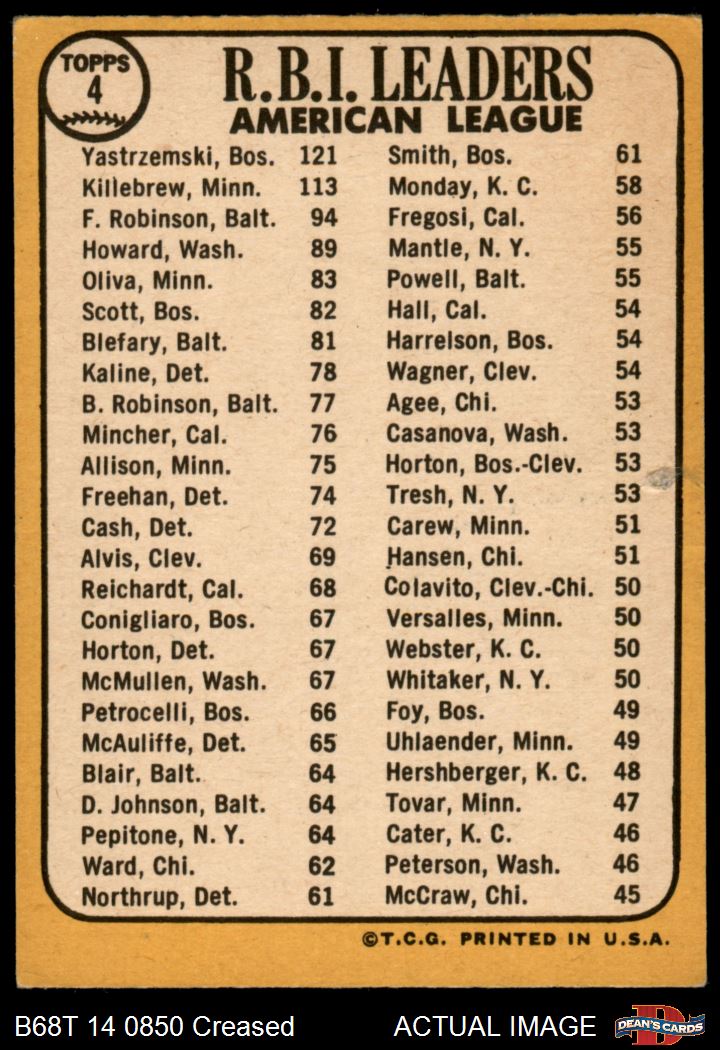 TOPPS
4
R.B.I. LEADERS
AMERICAN LEAGUE
Yastrzemski, Bos. 121
Killebrew, Minn. 113
F. Robinson, Balt. 94
Howard, Wash. 89
Oliva, Minn. 83
Scott, Bos. 82
Blefary, Balt. 81
Kaline, Det. 78
B. Robinson, Balt. 77
Mincher, Cal. 76
Allison, Minn. 75
Freehan, Det. 74
Cash, Det. 72
Alvis, Clev. 69
Reichardt, Cal. 68
Conigliaro, Bos. 67
Horton, Det. 67
McMullen, Wash. 67
Petrocelli, Bos. 66
McAuliffe, Det. 65
Blair, Balt. 64
D. Johnson, Balt. 64
Pepitone, N. Y. 64
Ward, Chi. 62
Northrup, Det. 61
Smith, Bos. 61
Monday, K. C. 58
Fregosi, Cal. 56
Mantle, N. Y. 55
Powell, Balt. 55
Hall, Cal. 54
Harrelson, Bos. 54
Wagner, Clev. 54
Agee, Chi. 53
Casanova, Wash. 53
Horton, Bos.-Clev. 53
Tresh, N. Y. 53
Carew, Minn. 51
Hansen, Chi. 51
Colavito, Clev.-Chi. 50
Versalles, Minn. 50
Webster, K. C. 50
Whitaker, N. Y. 50
Foy, Bos. 49
Uhlaender, Minn. 49
Hershberger, K. C. 48
Tovar, Minn. 47
Cater, K. C. 46
Peterson, Wash. 46
McCraw, Chi. 45
©T.C.G. PRINTED IN U.S.A.
B68T 14 0850 Creased
ACTUAL IMAGE
D
DEAN'S CARDS